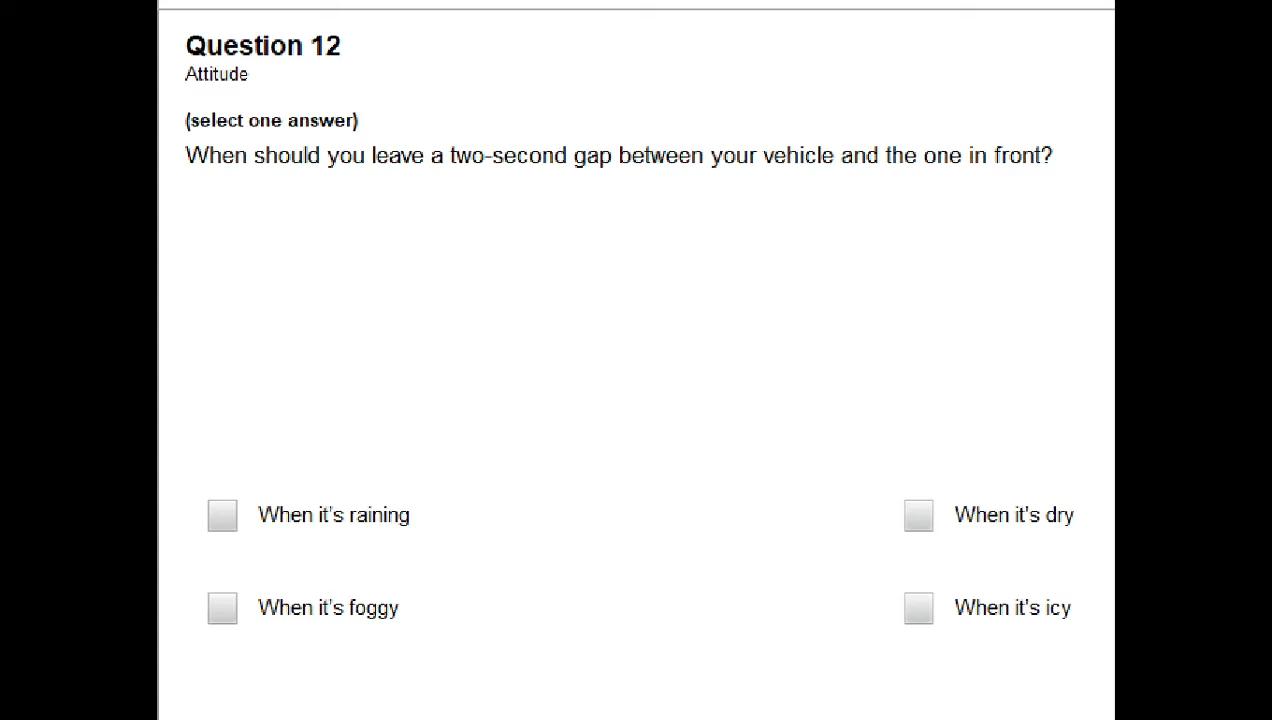 Question 12
Attitude
(select one answer)
When should you leave a two-second gap between your vehicle and the one in front?
When it's raining
When it's dry
When it's foggy
When it's icy